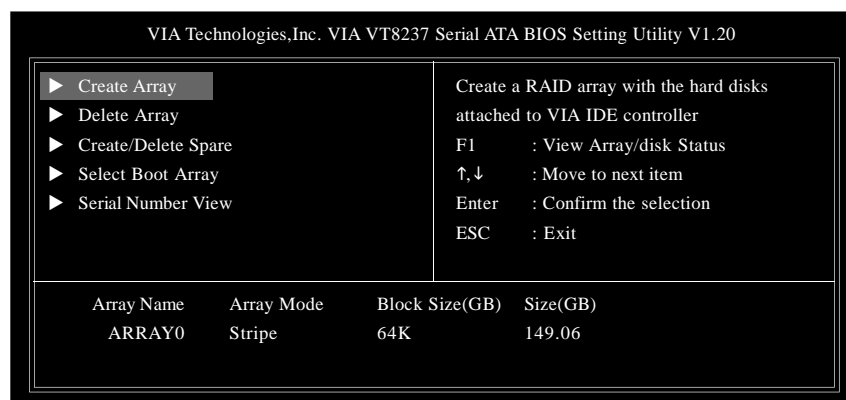 VIA Technologies,Inc. VIA VT8237 Serial ATA BIOS Setting Utility V1.20
▶ Create Array
▶ Delete Array
▶ Create/Delete Spare
▶ Select Boot Array
▶ Serial Number View
Create a RAID array with the hard disks
attached to VIA IDE controller
F1 : View Array/disk Status
↑,↓ : Move to next item
Enter : Confirm the selection
ESC : Exit
Array Name Array Mode Block Size(GB) Size(GB)
ARRAY0 Stripe 64K 149.06